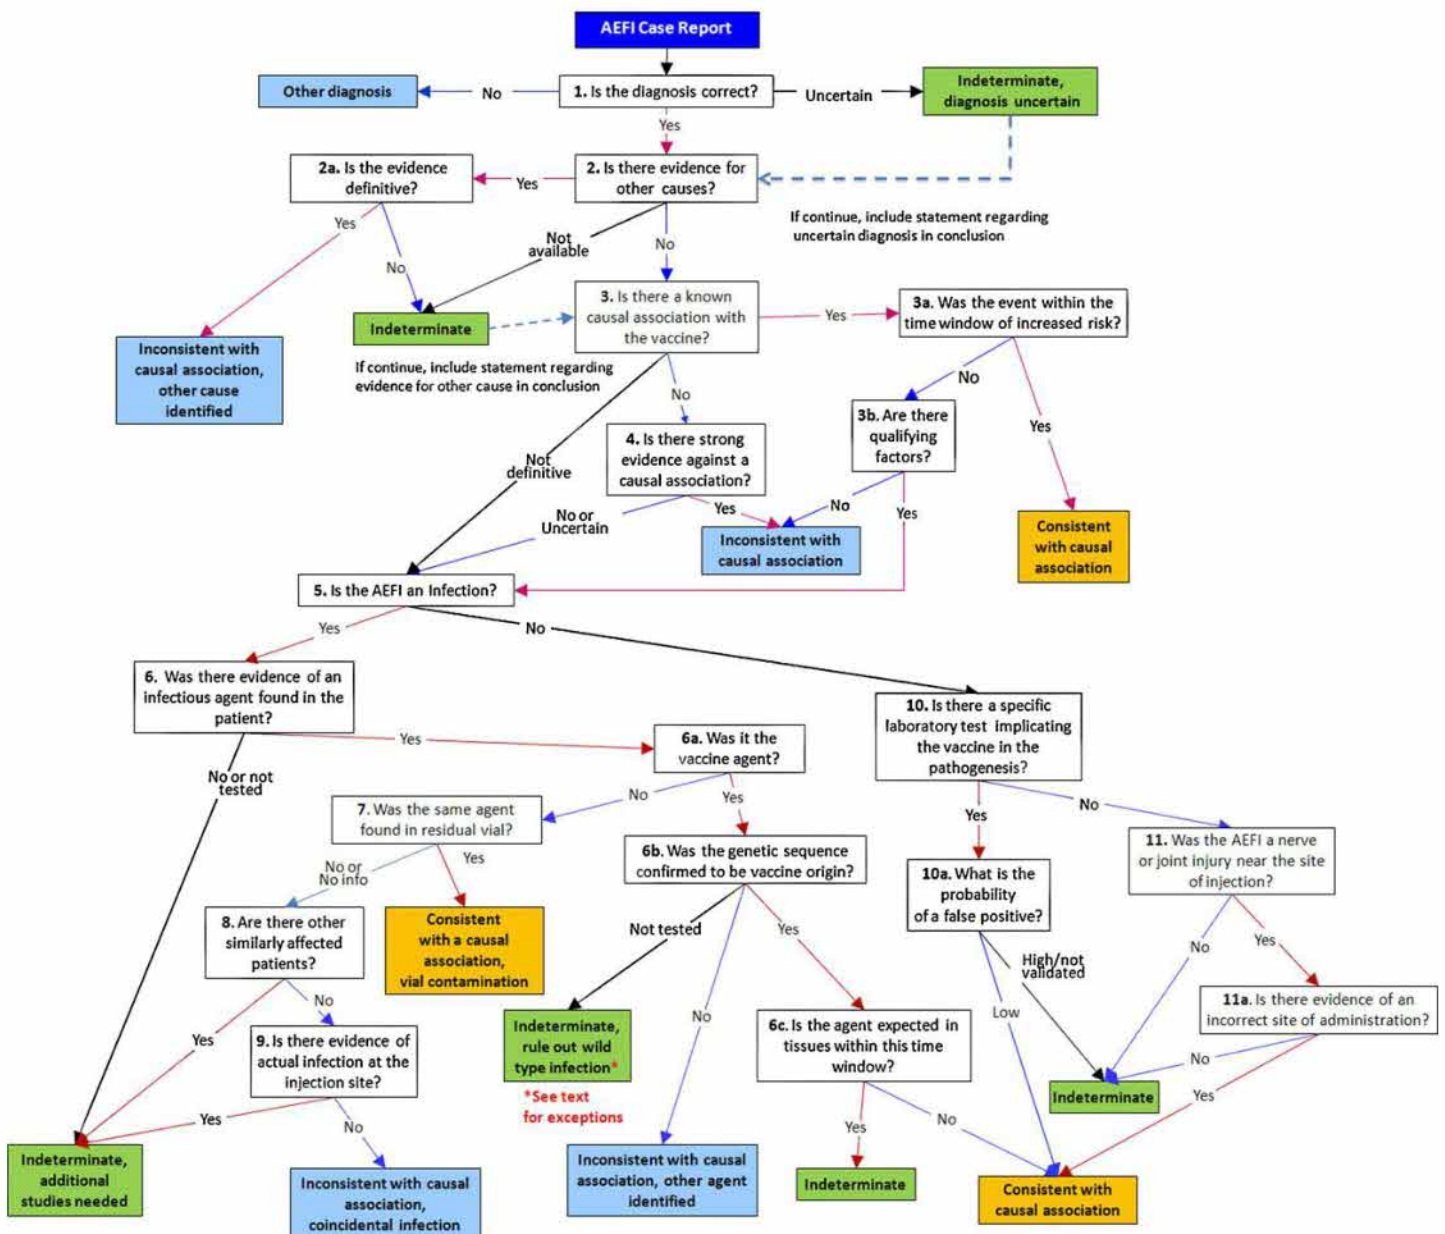 AEFI Case Report
Other diagnosis
No
1. Is the diagnosis correct?
Uncertain
Indeterminate,
diagnosis uncertain
Yes
2a. Is the evidence
definitive?
Yes
2. Is there evidence for
other causes?
If continue, include statement regarding
uncertain diagnosis in conclusion
Yes
No
Not
available
No
Indeterminate
3. Is there a known
causal association with
the vaccine?
Yes
3a. Was the event within the
time window of increased risk?
Inconsistent with
causal association,
other cause
identified
If continue, include statement regarding
evidence for other cause in conclusion
No
No
Yes
3b. Are there
qualifying
factors?
4. Is there strong
evidence against a
causal association?
Not
definitive
No or
Uncertain
Yes
No
Yes
Inconsistent with
causal association
Consistent
with causal
association
5. Is the AEFI an Infection?
Yes
No
6. Was there evidence of an
infectious agent found in the
patient?
Yes
6a. Was it the
vaccine agent?
10. Is there a specific
laboratory test implicating
the vaccine in the
pathogenesis?
No or not
tested
No
Yes
Yes
No
7. Was the same agent
found in residual vial?
No or
No info
Yes
6b. Was the genetic sequence
confirmed to be vaccine origin?
10a. What is the
probability
of a false positive?
11. Was the AEFI a nerve
or joint injury near the site
of injection?
8. Are there other
similarly affected
patients?
Consistent
with a causal
association,
vial contamination
Not tested
Yes
No
High/not
validated
Low
No
Yes
11a. Is there evidence of an
incorrect site of administration?
No
Yes
No
Yes
9. Is there evidence of
actual infection at the
injection site?
Indeterminate,
rule out wild
type infection*
*See text
for exceptions
6c. Is the agent expected in
tissues within this time
window?
Indeterminate
Yes
No
Yes
No
Indeterminate,
additional
studies needed
Inconsistent with causal
association,
coincidental infection
Inconsistent with causal
association, other agent
identified
Indeterminate
Consistent with
causal association